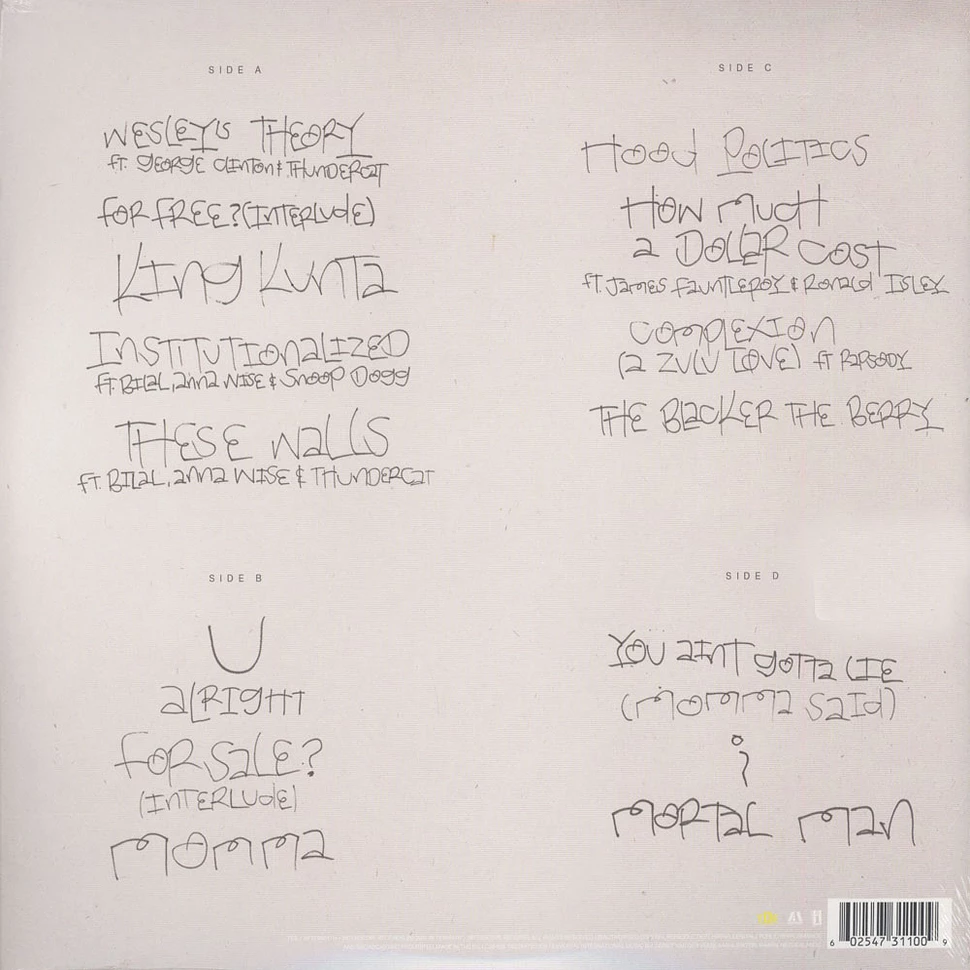 SIDE A
WESLEY'S THEORY
ft. GEORGE CLINTON & THUNDERCAT
FOR FREE? (INTERLUDE)
KING KUNTA
INSTITUTIONALIZED
ft. BILAL, ANNA WISE & SNOOP DOGG
THESE WALLS
ft. BILAL, ANNA WISE & THUNDERCAT
SIDE B
U
ALRIGHT
FOR SALE?
(INTERLUDE)
MOMMA
SIDE C
HOOD POLITICS
HOW MUCH
A DOLLAR COST
ft. JAMES FAUNTLEROY & RONALD ISLEY
COMPLEXION
(A ZULU LOVE) ft RAPSODY
THE BLACKER THE BERRY
SIDE D
YOU AINT GOTTA LIE
(MOMMA SAID)
i
MORTAL MAN
6 02547 31100 9